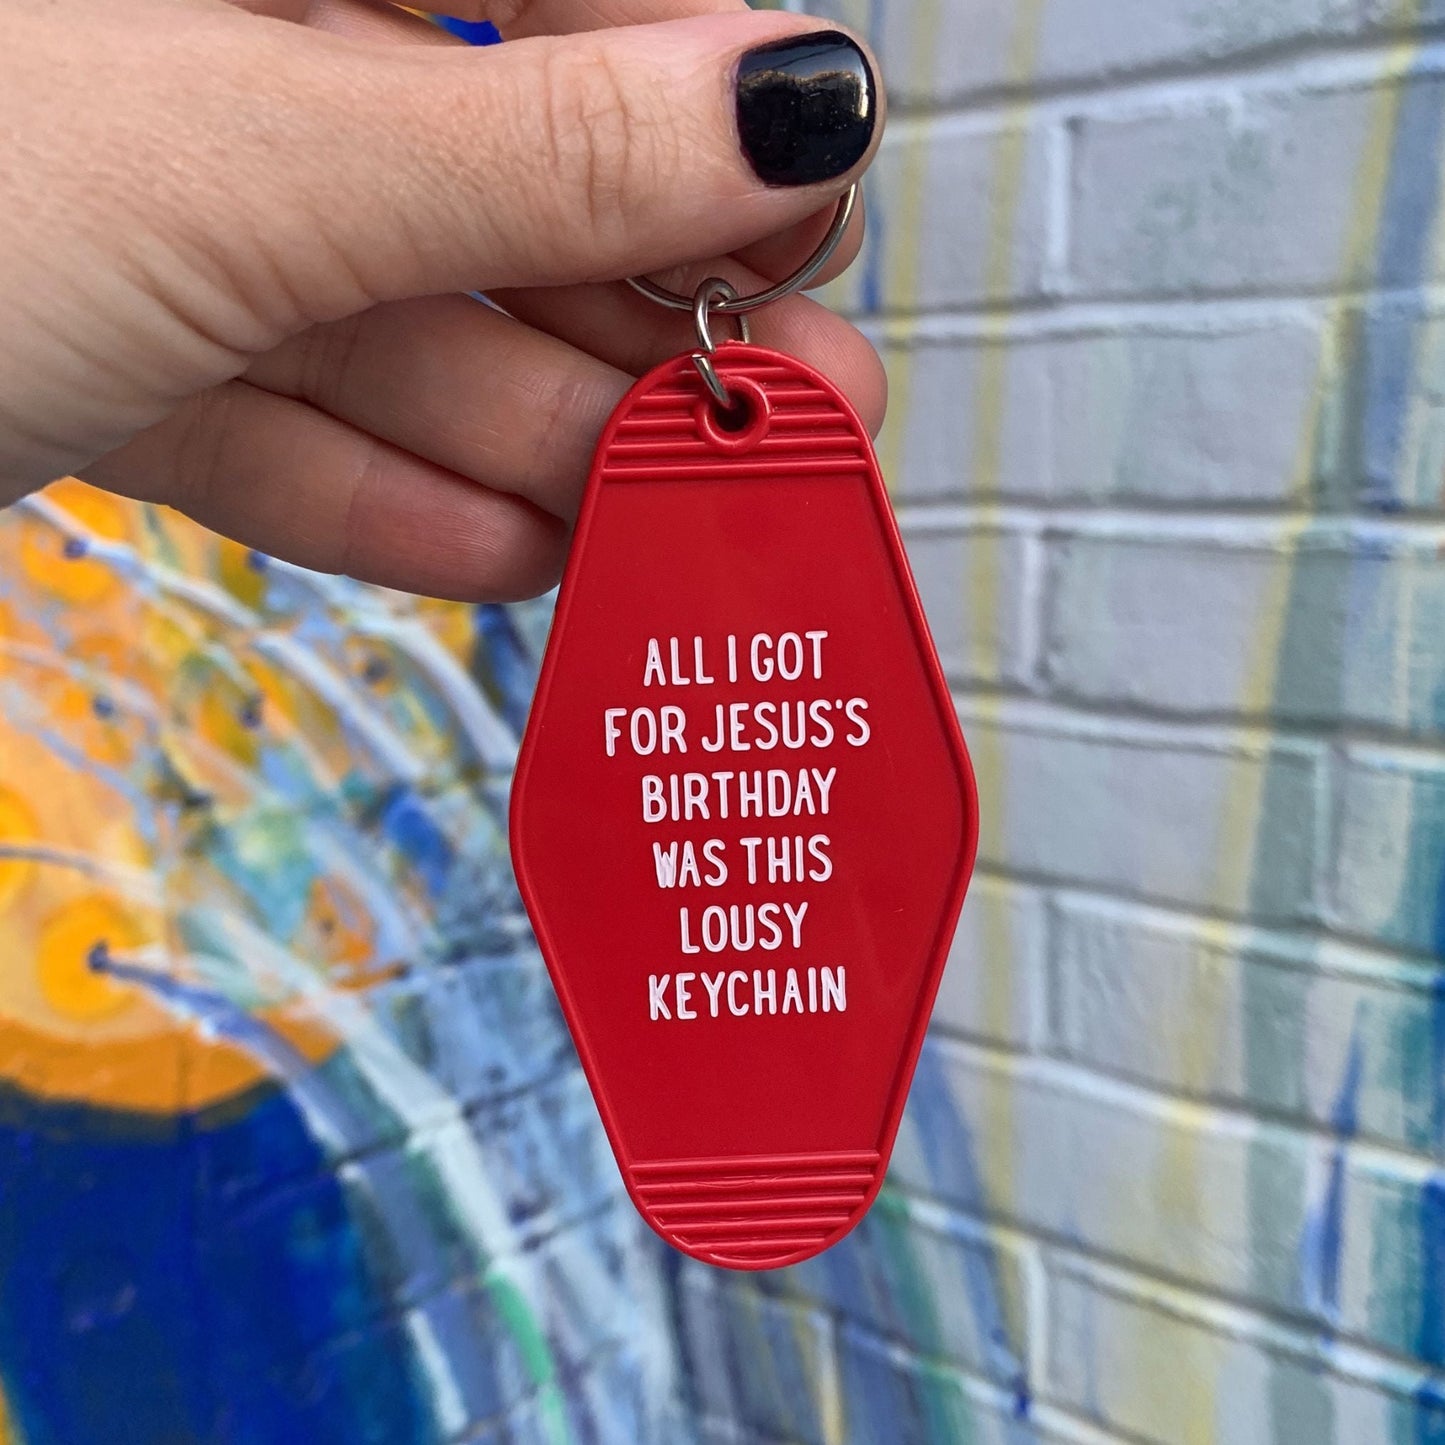 ALL I GOT
FOR JESUS'S
BIRTHDAY
WAS THIS
LOUSY
KEYCHAIN